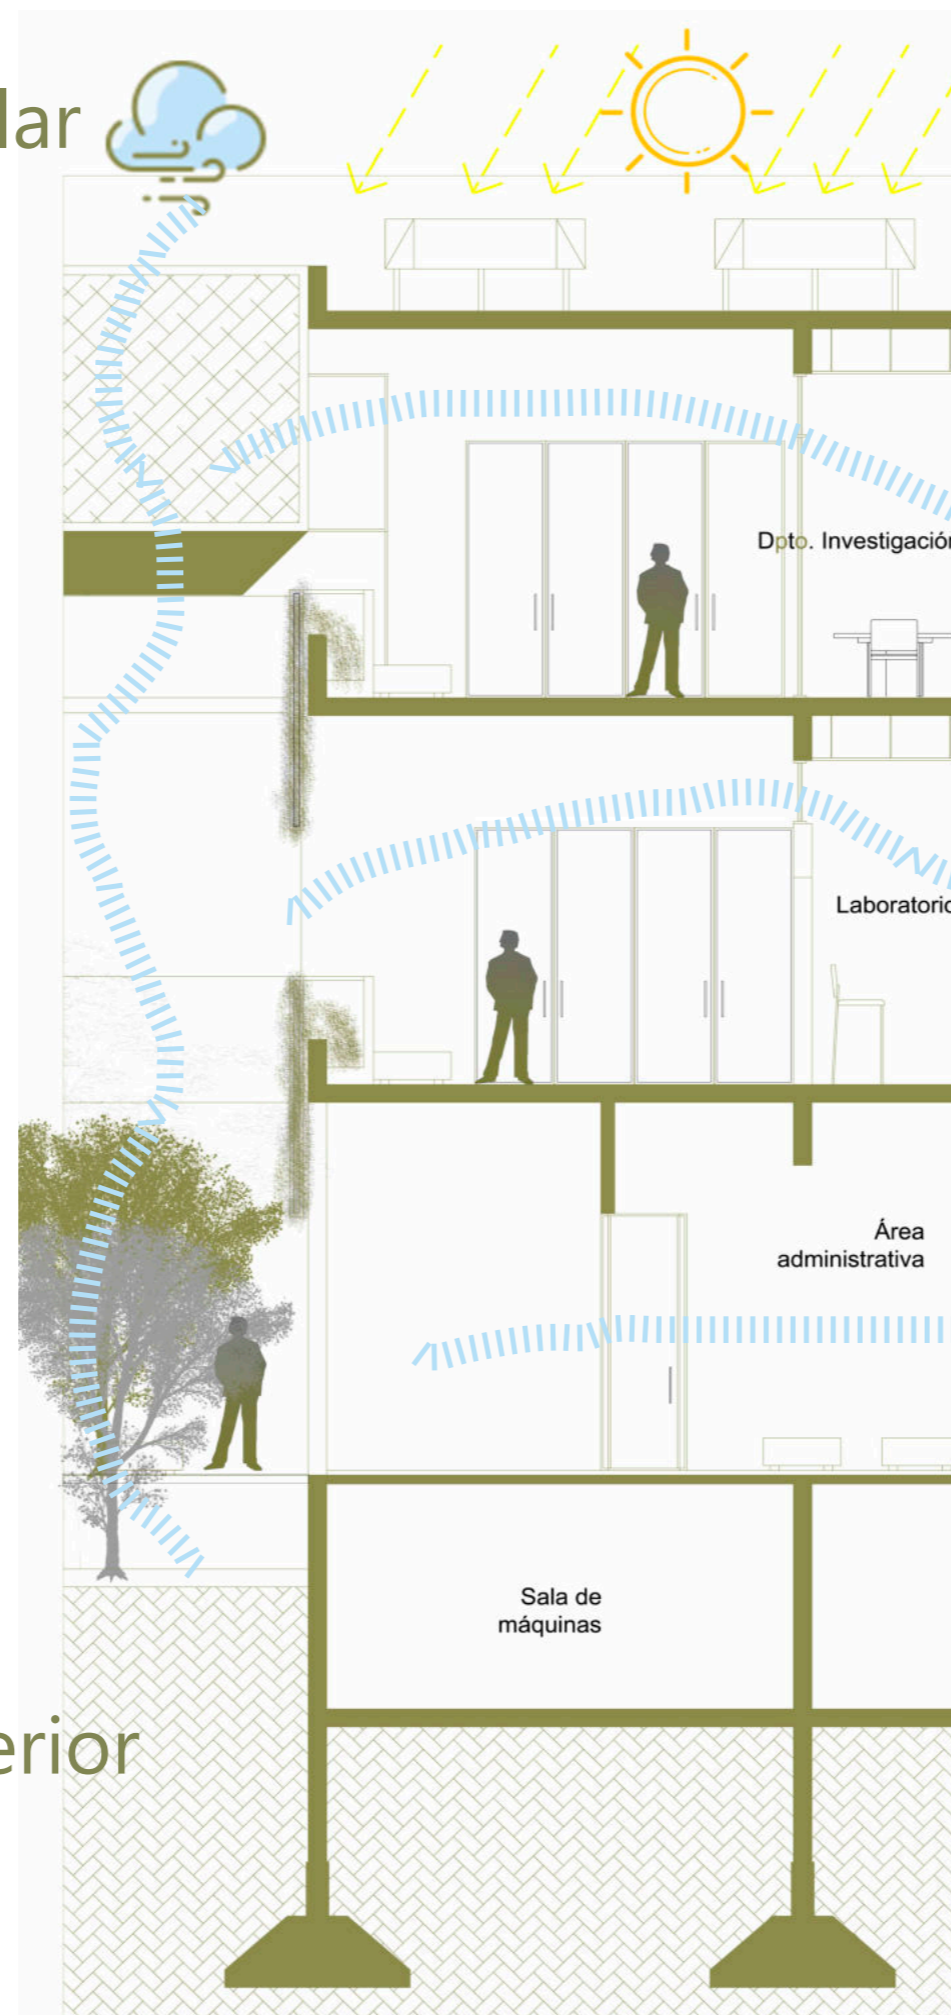 lar
Dpto. Investigación
Laboratorio
Área
administrativa
Sala de
máquinas
erior